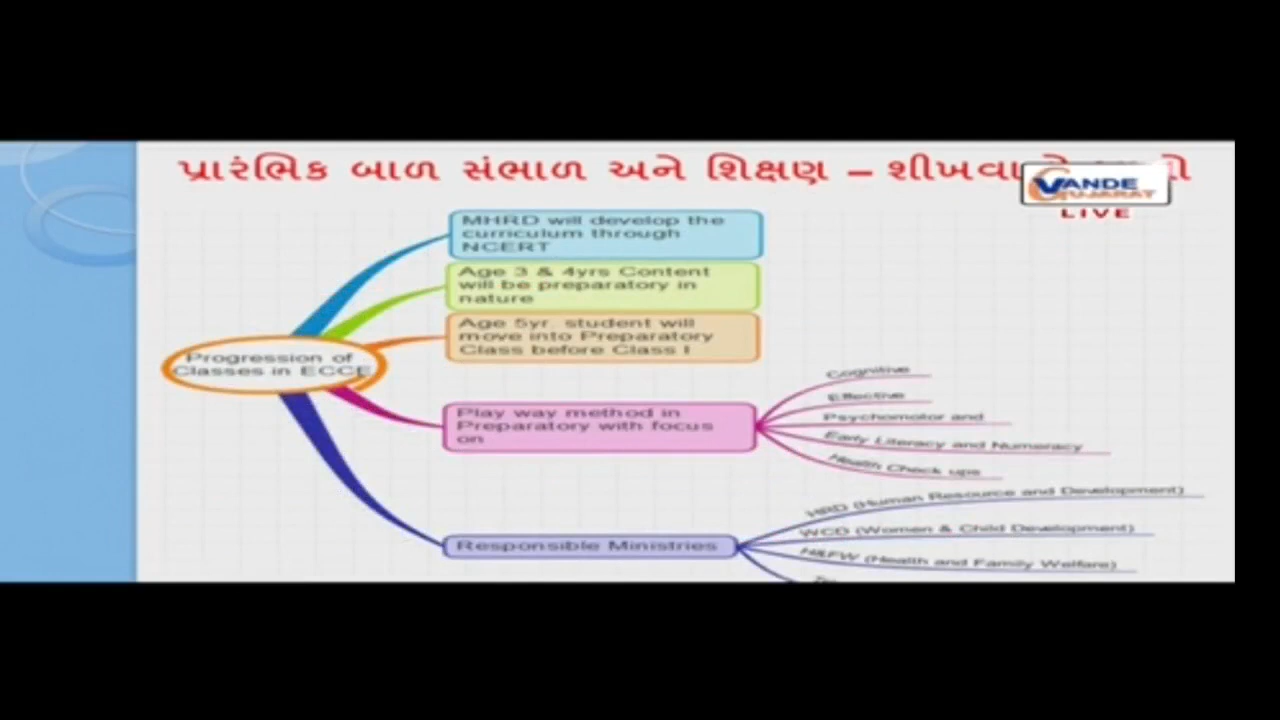 પ્રારંભિક બાળ સંભાળ અને શિક્ષણ – શીખવા
VANDE
GUJARAT
LIVE
MHRD will develop the
curriculum through
NCERT
Age 3 & 4yrs Content
will be preparatory in
nature
Age 5yr. student will
move into Preparatory
Class before Class I
Progression of
Classes in ECCE
Play way method in
Preparatory with focus
on
Cognitive
Effective
Psychomotor and
Early Literacy and Numeracy
Health Check ups
Responsible Ministries
HRD (Human Resource and Development)
WCD (Women & Child Development)
H&FW (Health and Family Welfare)